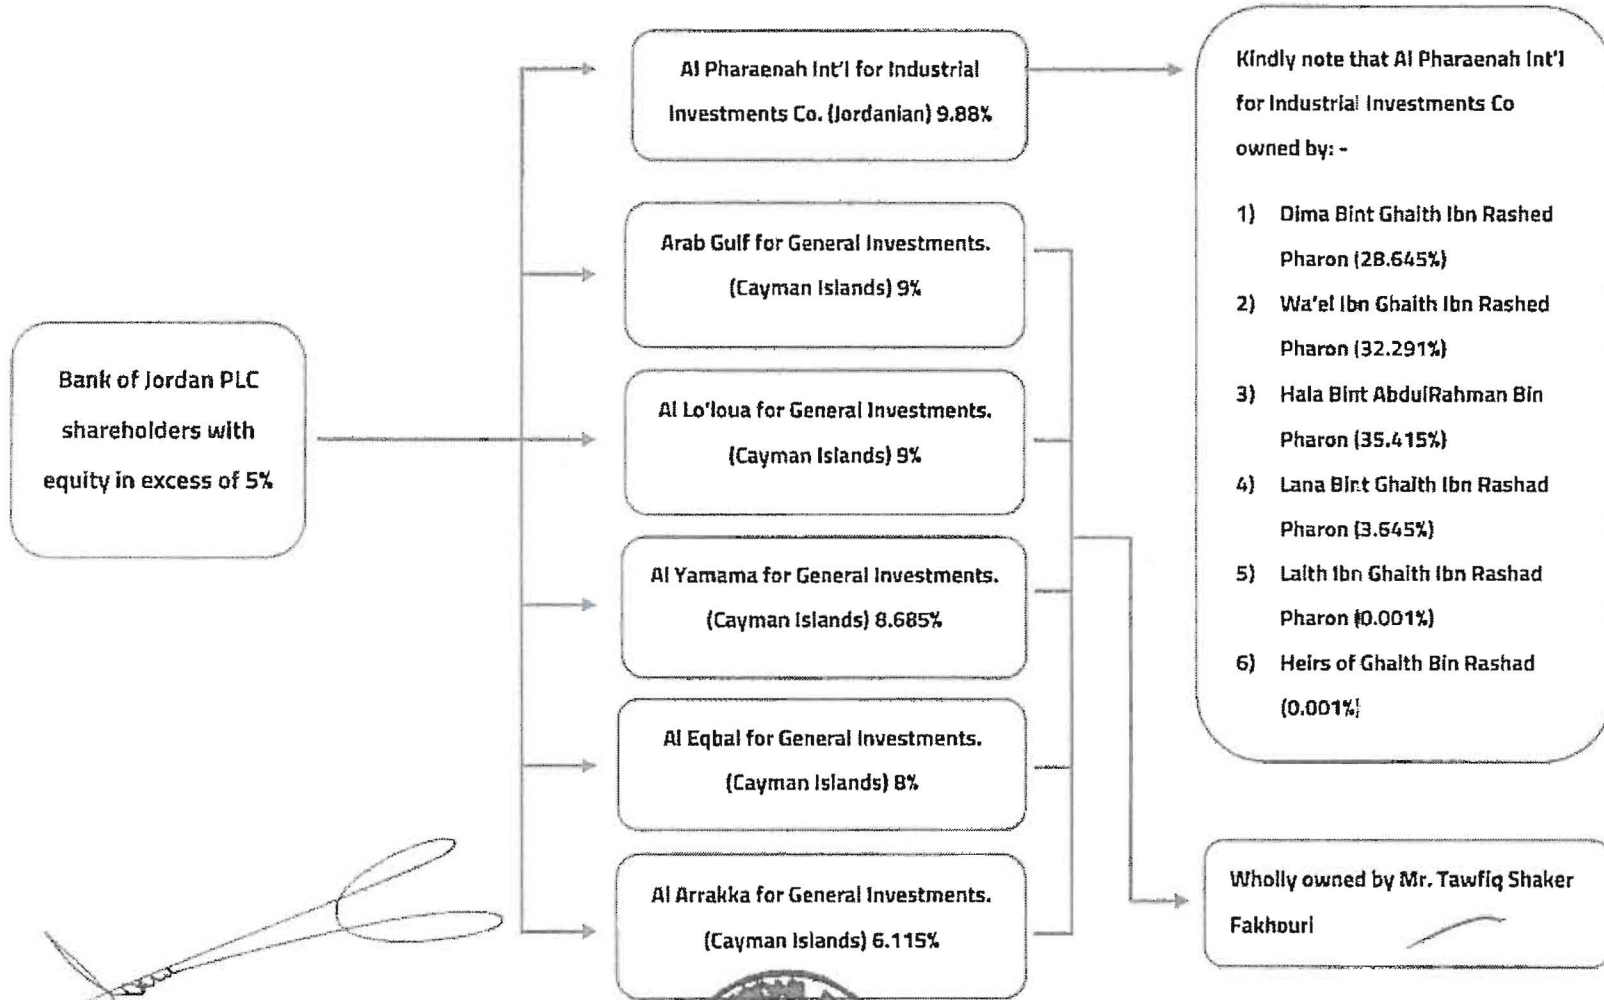 Bank of Jordan PLC
shareholders with
equity in excess of 5%
Al Pharaenah Int'l for Industrial
Investments Co. (Jordanian) 9.88%
Arab Gulf for General Investments.
(Cayman Islands) 9%
Al Lo'loua for General Investments.
(Cayman Islands) 9%
Al Yamama for General Investments.
(Cayman Islands) 8.685%
Al Eqbal for General Investments.
(Cayman Islands) 8%
Al Arrakka for General Investments.
(Cayman Islands) 6.115%
Kindly note that Al Pharaenah Int'l
for Industrial Investments Co
owned by: -
1) Dima Bint Ghaith Ibn Rashed
Pharon (28.645%)
2) Wa'el Ibn Ghaith Ibn Rashed
Pharon (32.291%)
3) Hala Bint AbdulRahman Bin
Pharon (35.415%)
4) Lana Bint Ghaith Ibn Rashad
Pharon (3.645%)
5) Laith Ibn Ghaith Ibn Rashad
Pharon (0.001%)
6) Heirs of Ghaith Bin Rashad
(0.001%)
Wholly owned by Mr. Tawfiq Shaker
Fakhouri